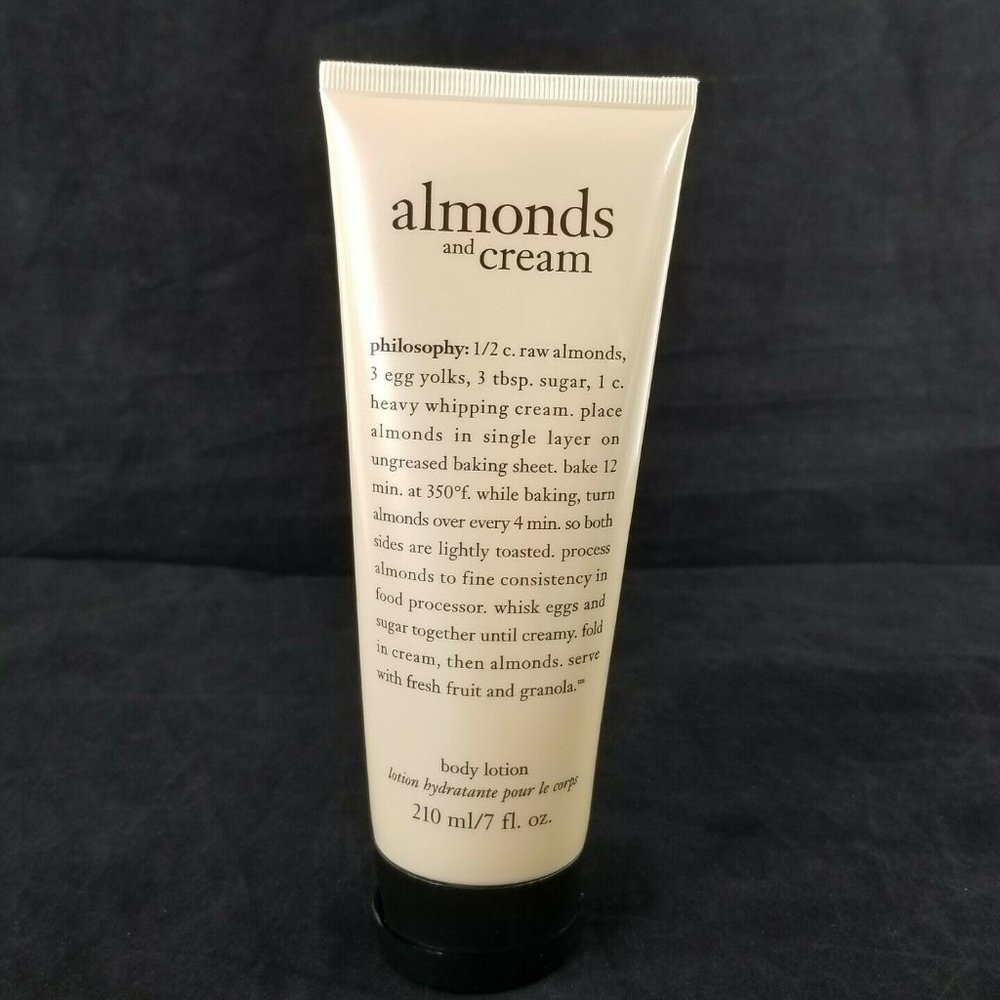 almonds
and cream
philosophy: 1/2 c. raw almonds,
3 egg yolks, 3 tbsp. sugar, 1 c.
heavy whipping cream. place
almonds in single layer on
ungreased baking sheet. bake 12
min. at 350°f. while baking, turn
almonds over every 4 min. so both
sides are lightly toasted. process
almonds to fine consistency in
food processor. whisk eggs and
sugar together until creamy. fold
in cream, then almonds. serve
with fresh fruit and granola.™
body lotion
lotion hydratante pour le corps
210 ml/7 fl. oz.